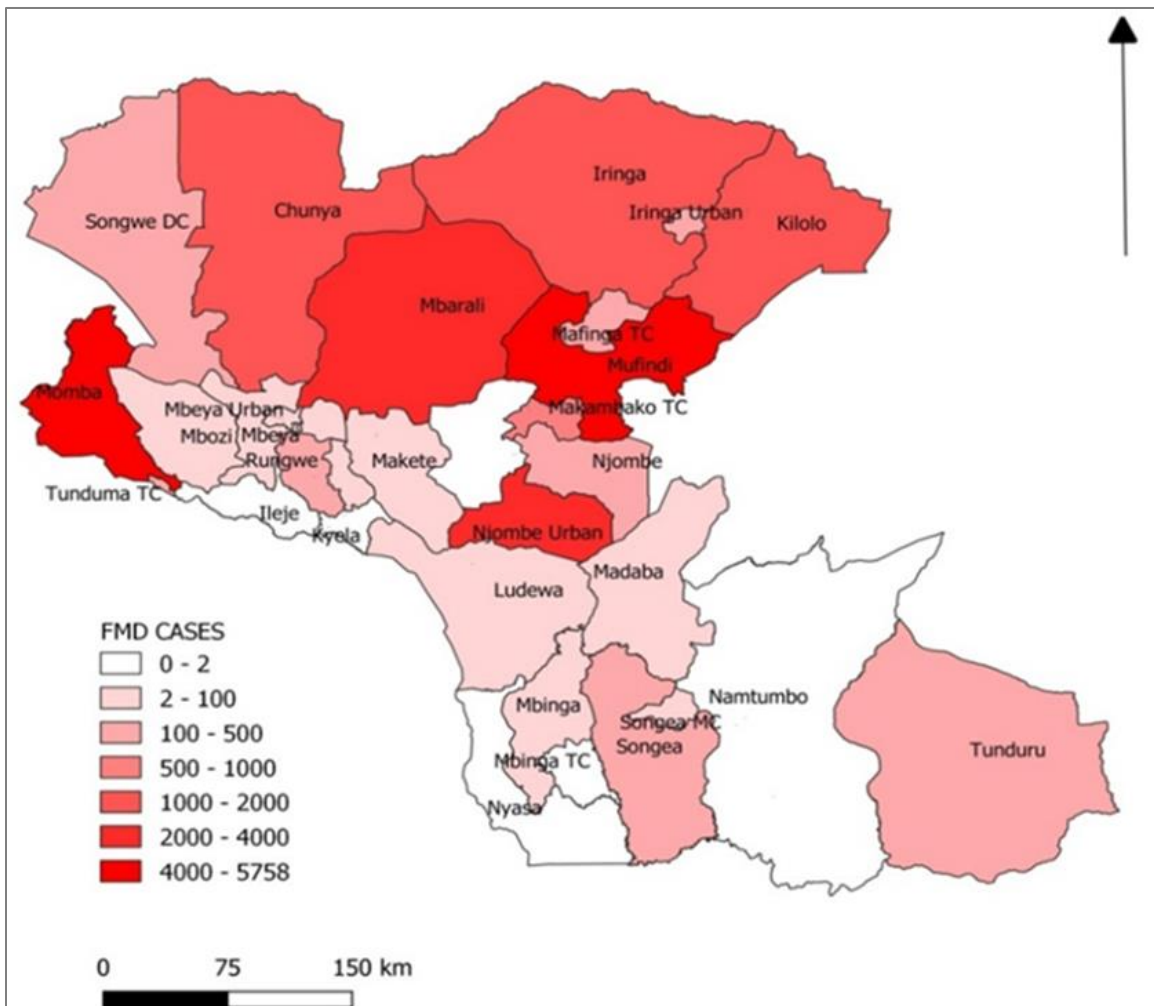 Iringa
Iringa Urban
Chunya
Songwe DC
Kilolo
Mbarali
Mafinga TC
Mufindi
Momba
Mbeya Urban
Makambako TC
Mbozi
Mbeya
Rungwe
Makete
Njombe
Tunduma TC
Ileje
Kyela
Njombe Urban
Madaba
Ludewa
Namtumbo
Mbinga
Songea MC
Songea
Tunduru
Mbinga TC
Nyasa
FMD CASES
0 - 2
2 - 100
100 - 500
500 - 1000
1000 - 2000
2000 - 4000
4000 - 5758
0 75 150 km